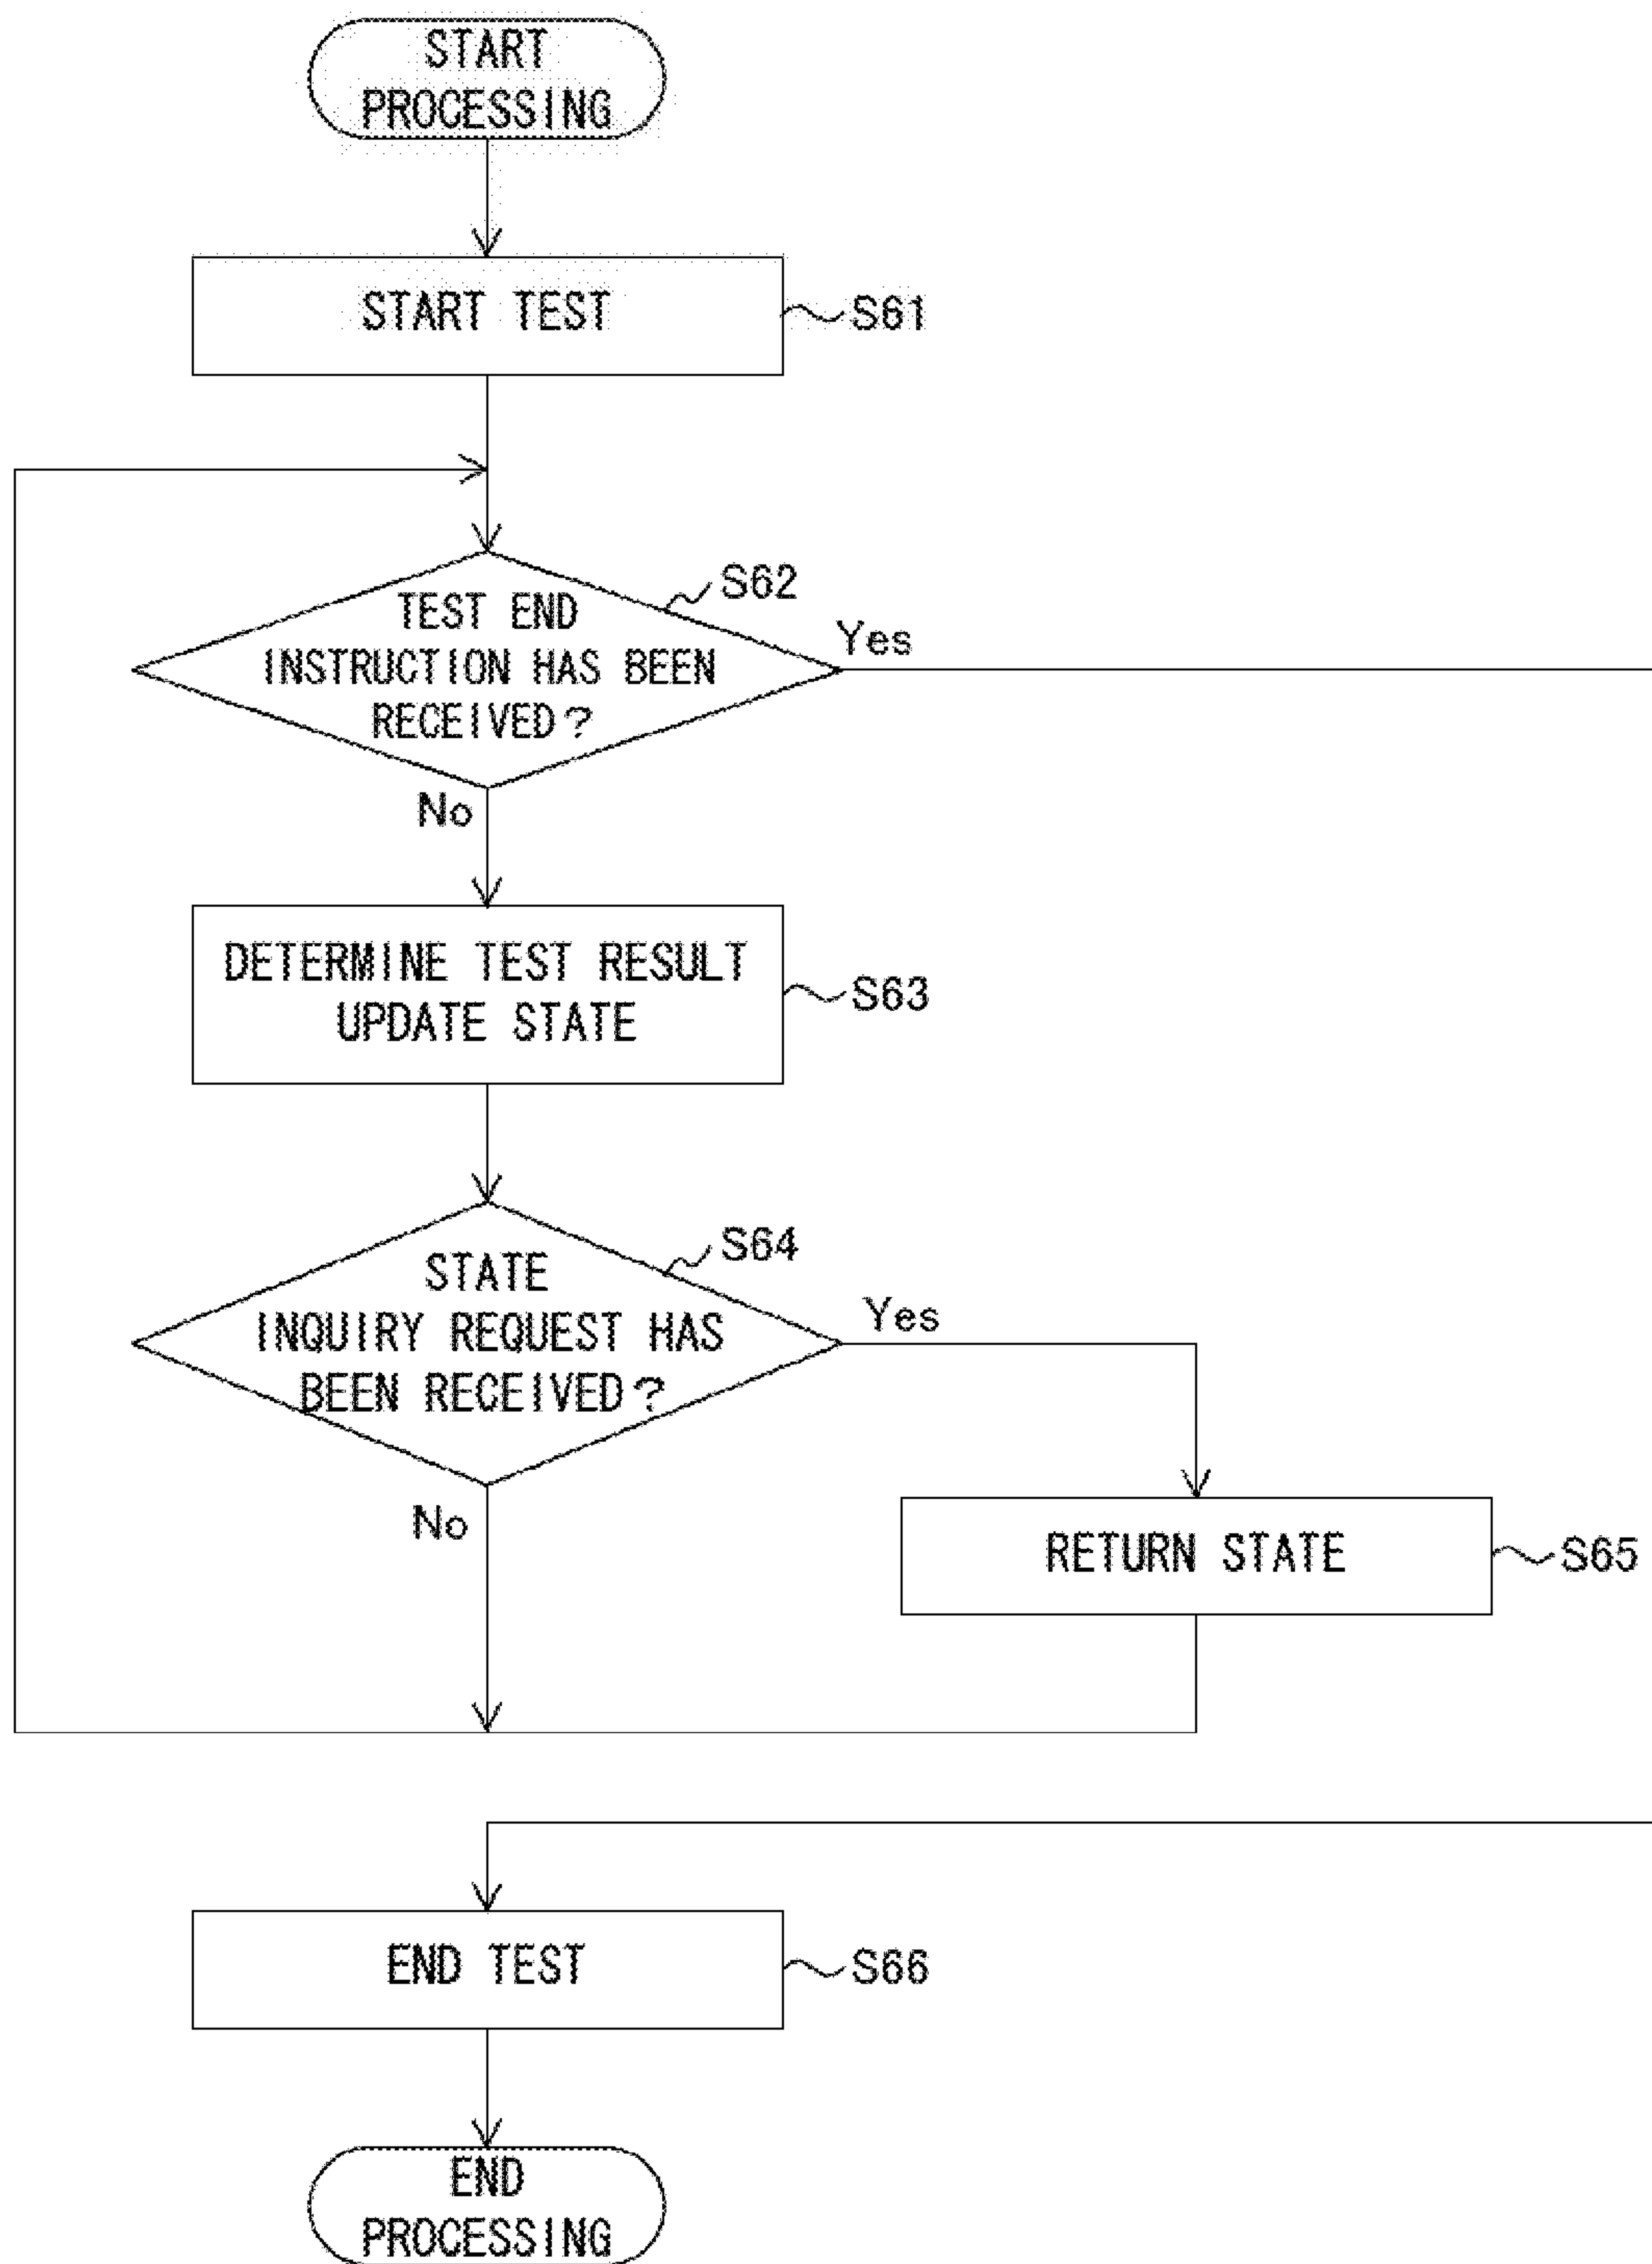 START
PROCESSING
START TEST
S61
S62
TEST END
INSTRUCTION HAS BEEN
RECEIVED?
Yes
No
DETERMINE TEST RESULT
UPDATE STATE
S63
S64
STATE
INQUIRY REQUEST HAS
BEEN RECEIVED?
Yes
No
RETURN STATE
S65
END TEST
S66
END
PROCESSING